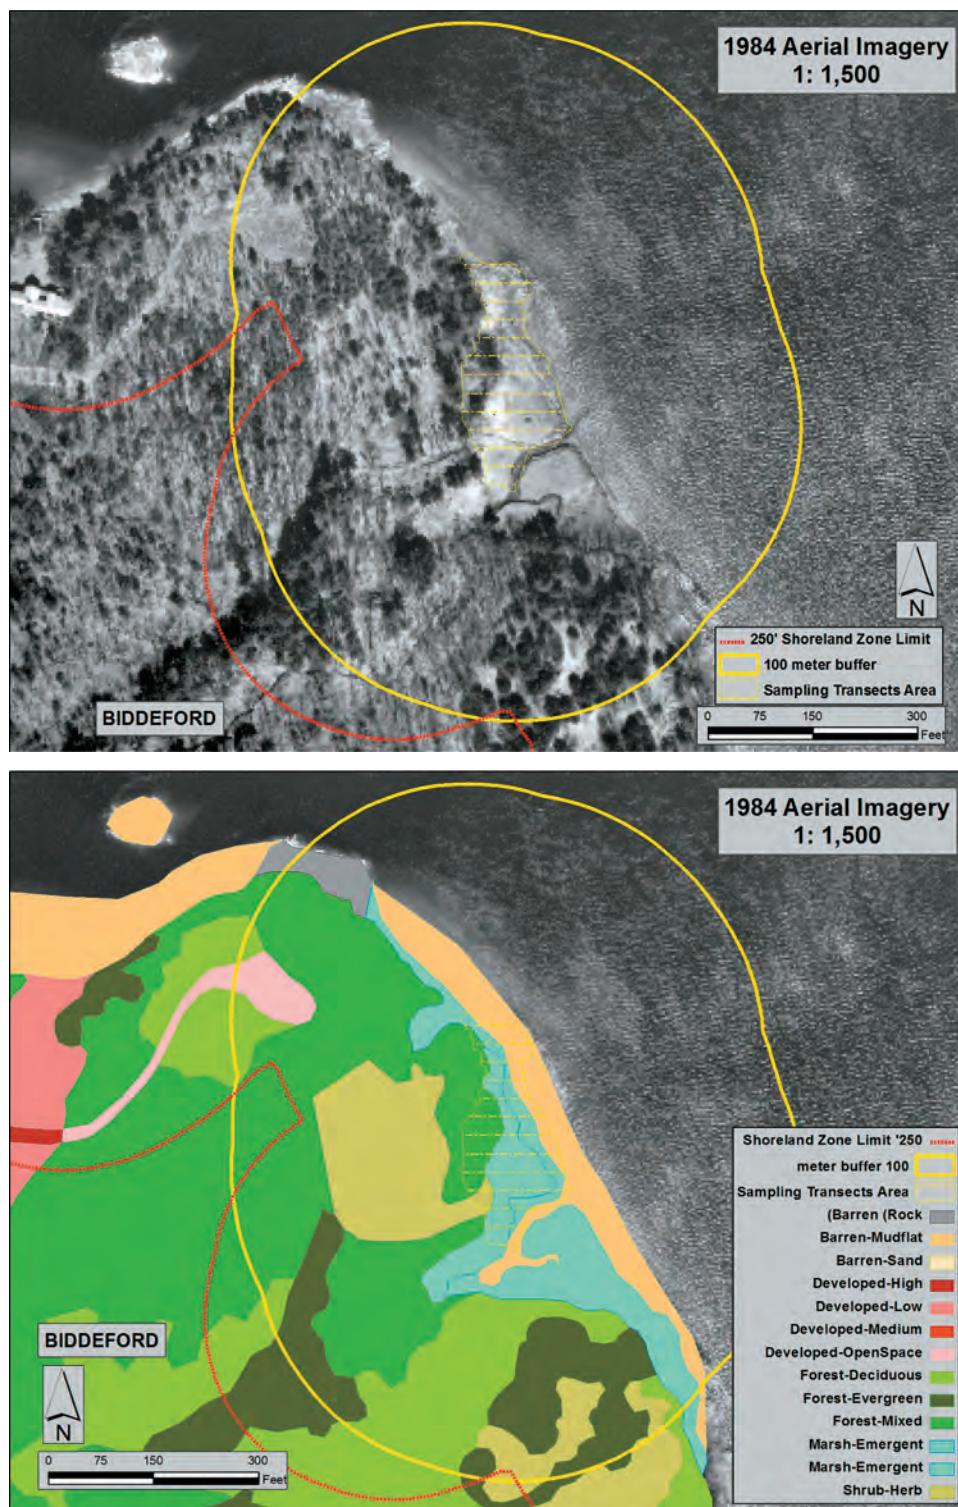 1984 Aerial Imagery
1: 1,500
N
250' Shoreland Zone Limit
100 meter buffer
Sampling Transects Area
BIDDEFORD
0 75 150 300
Feet
1984 Aerial Imagery
1: 1,500
Shoreland Zone Limit '250
meter buffer 100
Sampling Transects Area
(Barren (Rock
Barren-Mudflat
Barren-Sand
Developed-High
Developed-Low
Developed-Medium
Developed-OpenSpace
Forest-Deciduous
Forest-Evergreen
Forest-Mixed
Marsh-Emergent
Marsh-Emergent
Shrub-Herb
BIDDEFORD
N
0 75 150 300
Feet